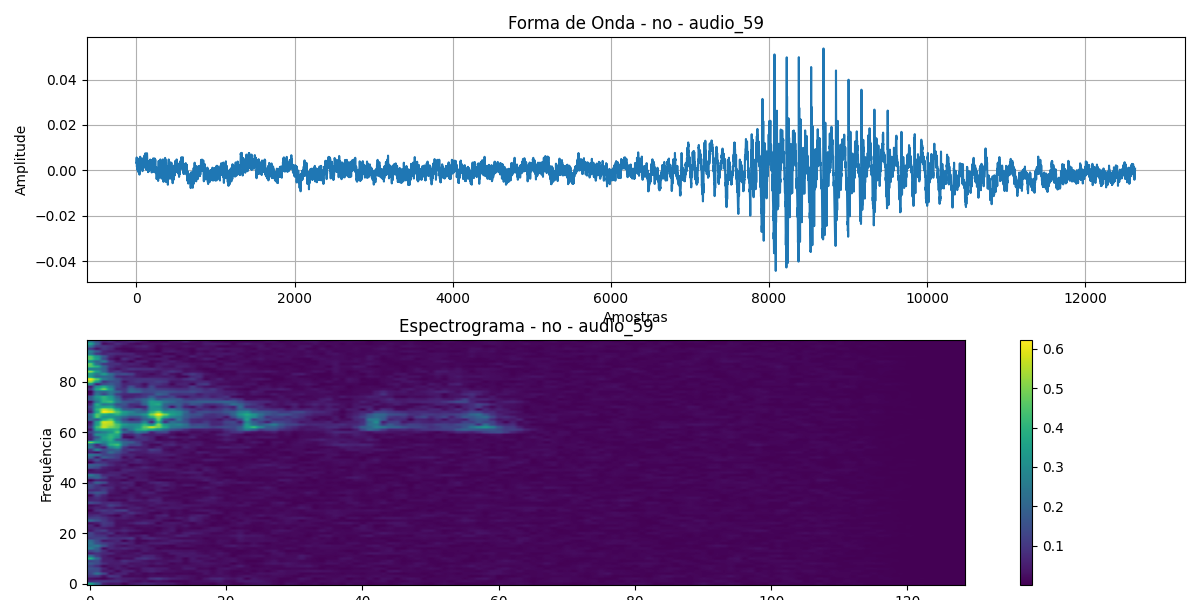 Forma de Onda - no - audio_59
Amplitude
0.04
0.02
0.00
−0.02
−0.04
0 2000 4000 6000 8000 10000 12000
Amostras
Espectrograma - no - audio_59
Frequência
80
60
40
20
0
0 20 40 60 80 100 120
0.6
0.5
0.4
0.3
0.2
0.1